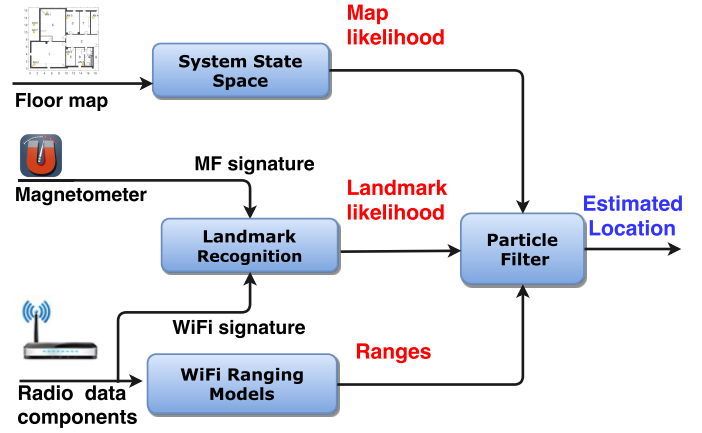 Map
likelihood
System State
Space
Floor map
MF signature
Magnetometer
Landmark
likelihood
Estimated
Location
Landmark
Recognition
Particle
Filter
WiFi signature
Ranges
WiFi Ranging
Models
Radio data
components